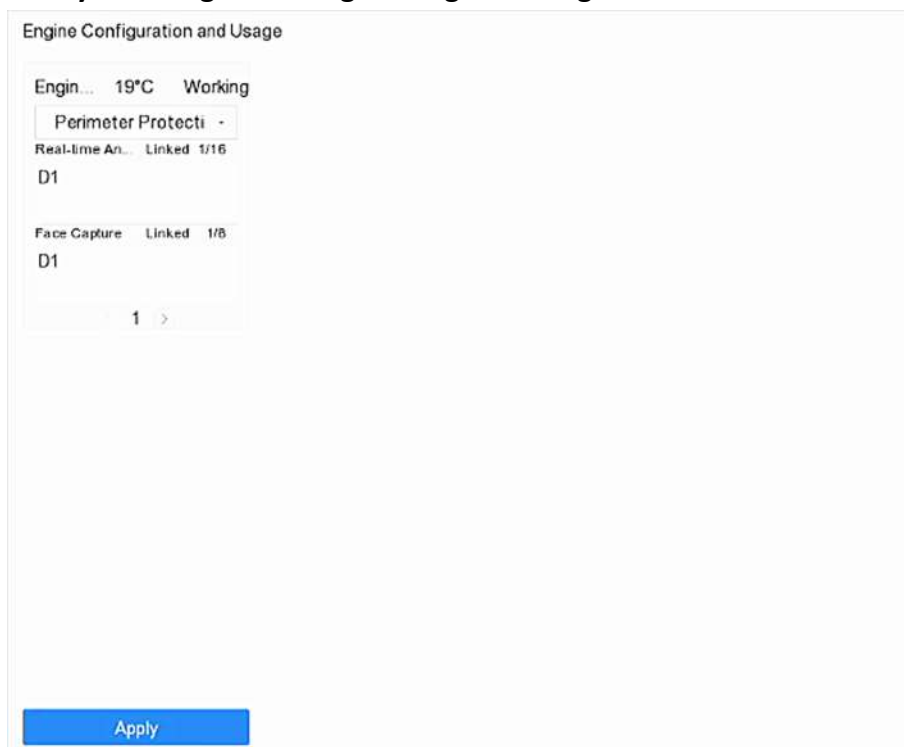 Engine Configuration and Usage
Engin... 19°C Working
Perimeter Protecti
Real-time An... Linked 1/16
D1
Face Capture Linked 1/8
D1
1 >
Apply